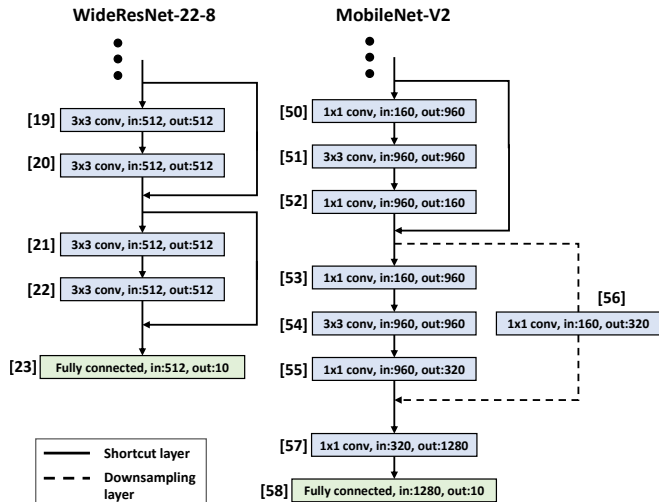 WideResNet-22-8
[19] 3x3 conv, in:512, out:512
[20] 3x3 conv, in:512, out:512
[21] 3x3 conv, in:512, out:512
[22] 3x3 conv, in:512, out:512
[23] Fully connected, in:512, out:10
Shortcut layer
Downsampling
layer
MobileNet-V2
[50] 1x1 conv, in:160, out:960
[51] 3x3 conv, in:960, out:960
[52] 1x1 conv, in:960, out:160
[53] 1x1 conv, in:160, out:960
[54] 3x3 conv, in:960, out:960
[55] 1x1 conv, in:960, out:320
[56]
1x1 conv, in:160, out:320
[57] 1x1 conv, in:320, out:1280
[58] Fully connected, in:1280, out:10